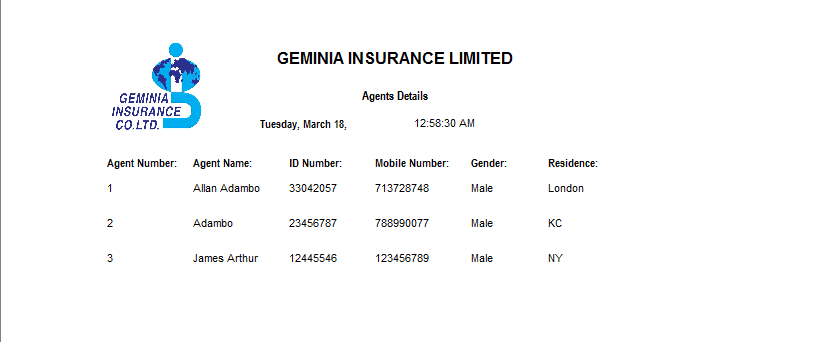 GEMINIA INSURANCE LIMITED
GEMINIA
INSURANCE
CO.LTD.
Agents Details
Tuesday, March 18, 12:58:30 AM
Agent Number: Agent Name: ID Number: Mobile Number: Gender: Residence:
1 Allan Adambo 33042057 713728748 Male London
2 Adambo 23456787 788990077 Male KC
3 James Arthur 12445546 123456789 Male NY